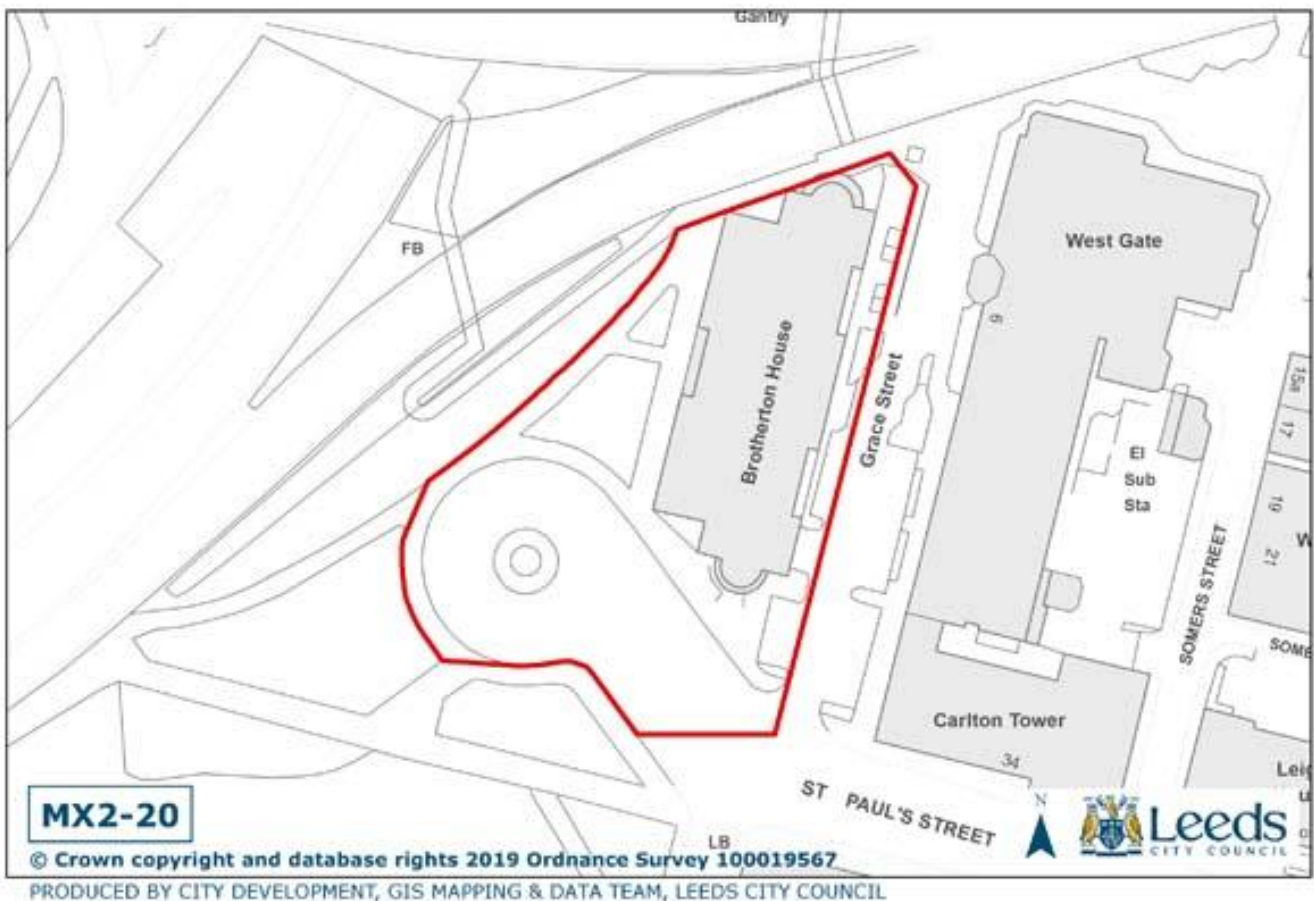 Gantry
West Gate
FB
6
Brotherton House
Grace Street
15a
17
El
Sub
Sta
19
21
W
SOMERS STREET
SOME
Carlton Tower
34
Leic
ST PAUL'S STREET
LB
N
MX2-20
Leeds
CITY COUNCIL
© Crown copyright and database rights 2019 Ordnance Survey 100019567
PRODUCED BY CITY DEVELOPMENT, GIS MAPPING & DATA TEAM, LEEDS CITY COUNCIL